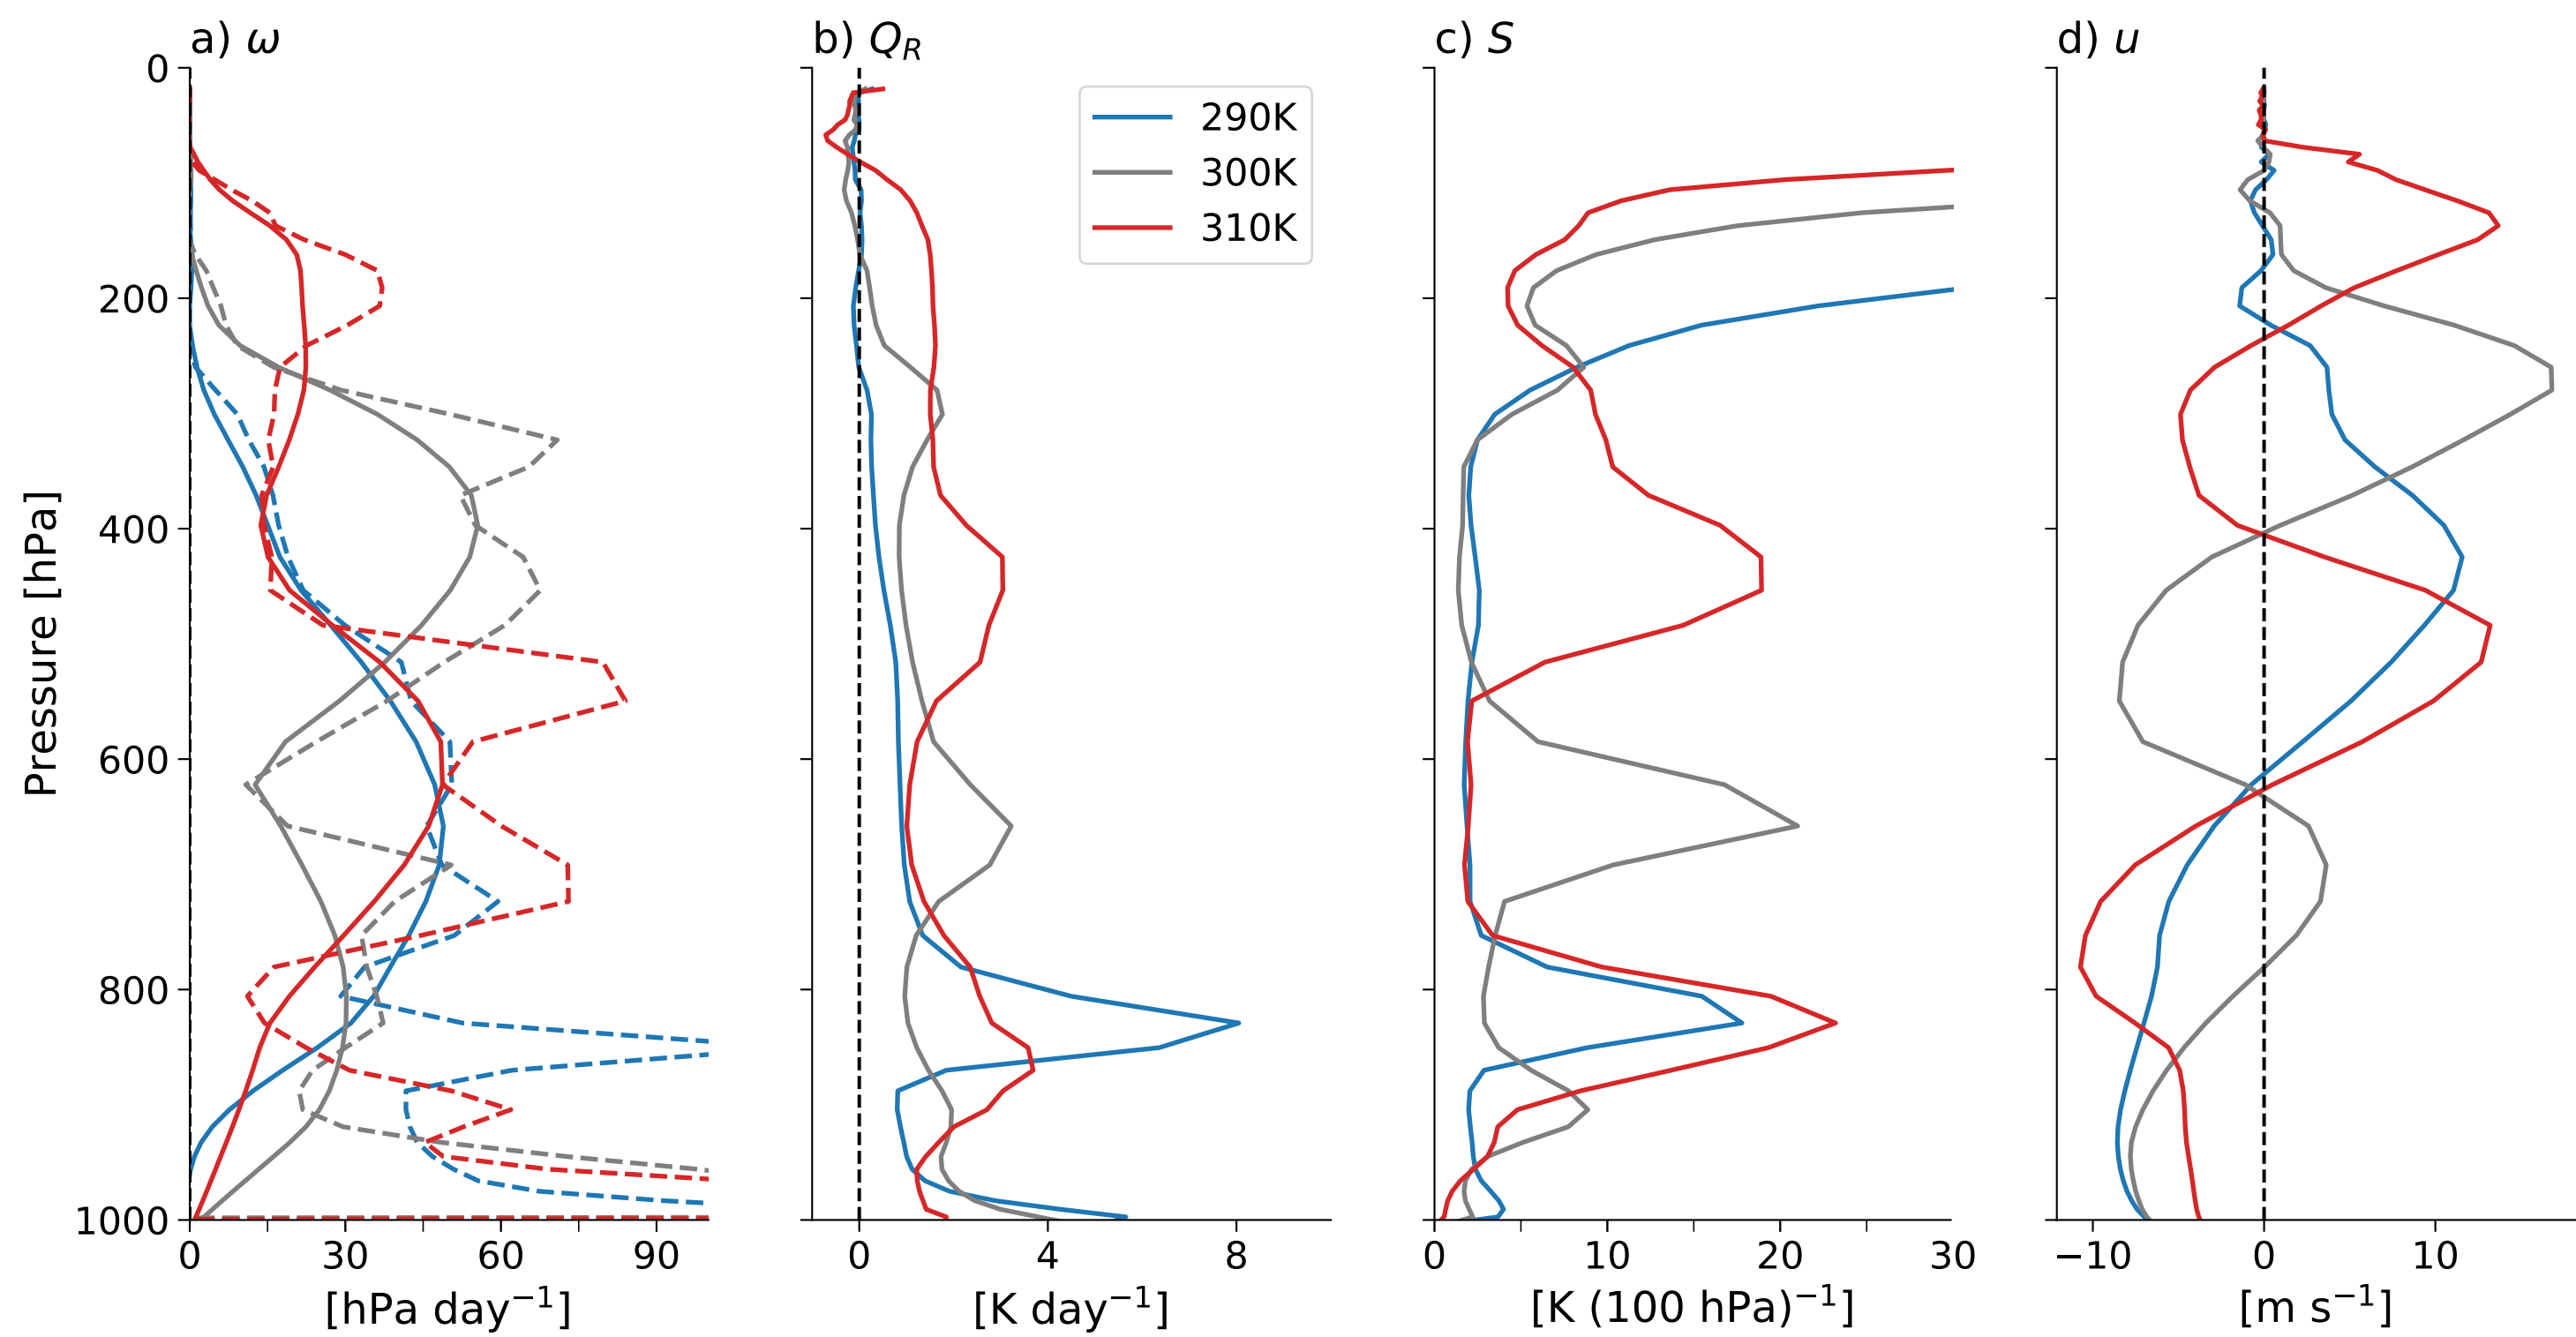 a) ω
b) Q_R
c) S
d) u
290K
300K
310K
Pressure [hPa]
0
200
400
600
800
1000
0 30 60 90
[hPa day⁻¹]
0 4 8
[K day⁻¹]
0 10 20 30
[K (100 hPa)⁻¹]
−10 0 10
[m s⁻¹]